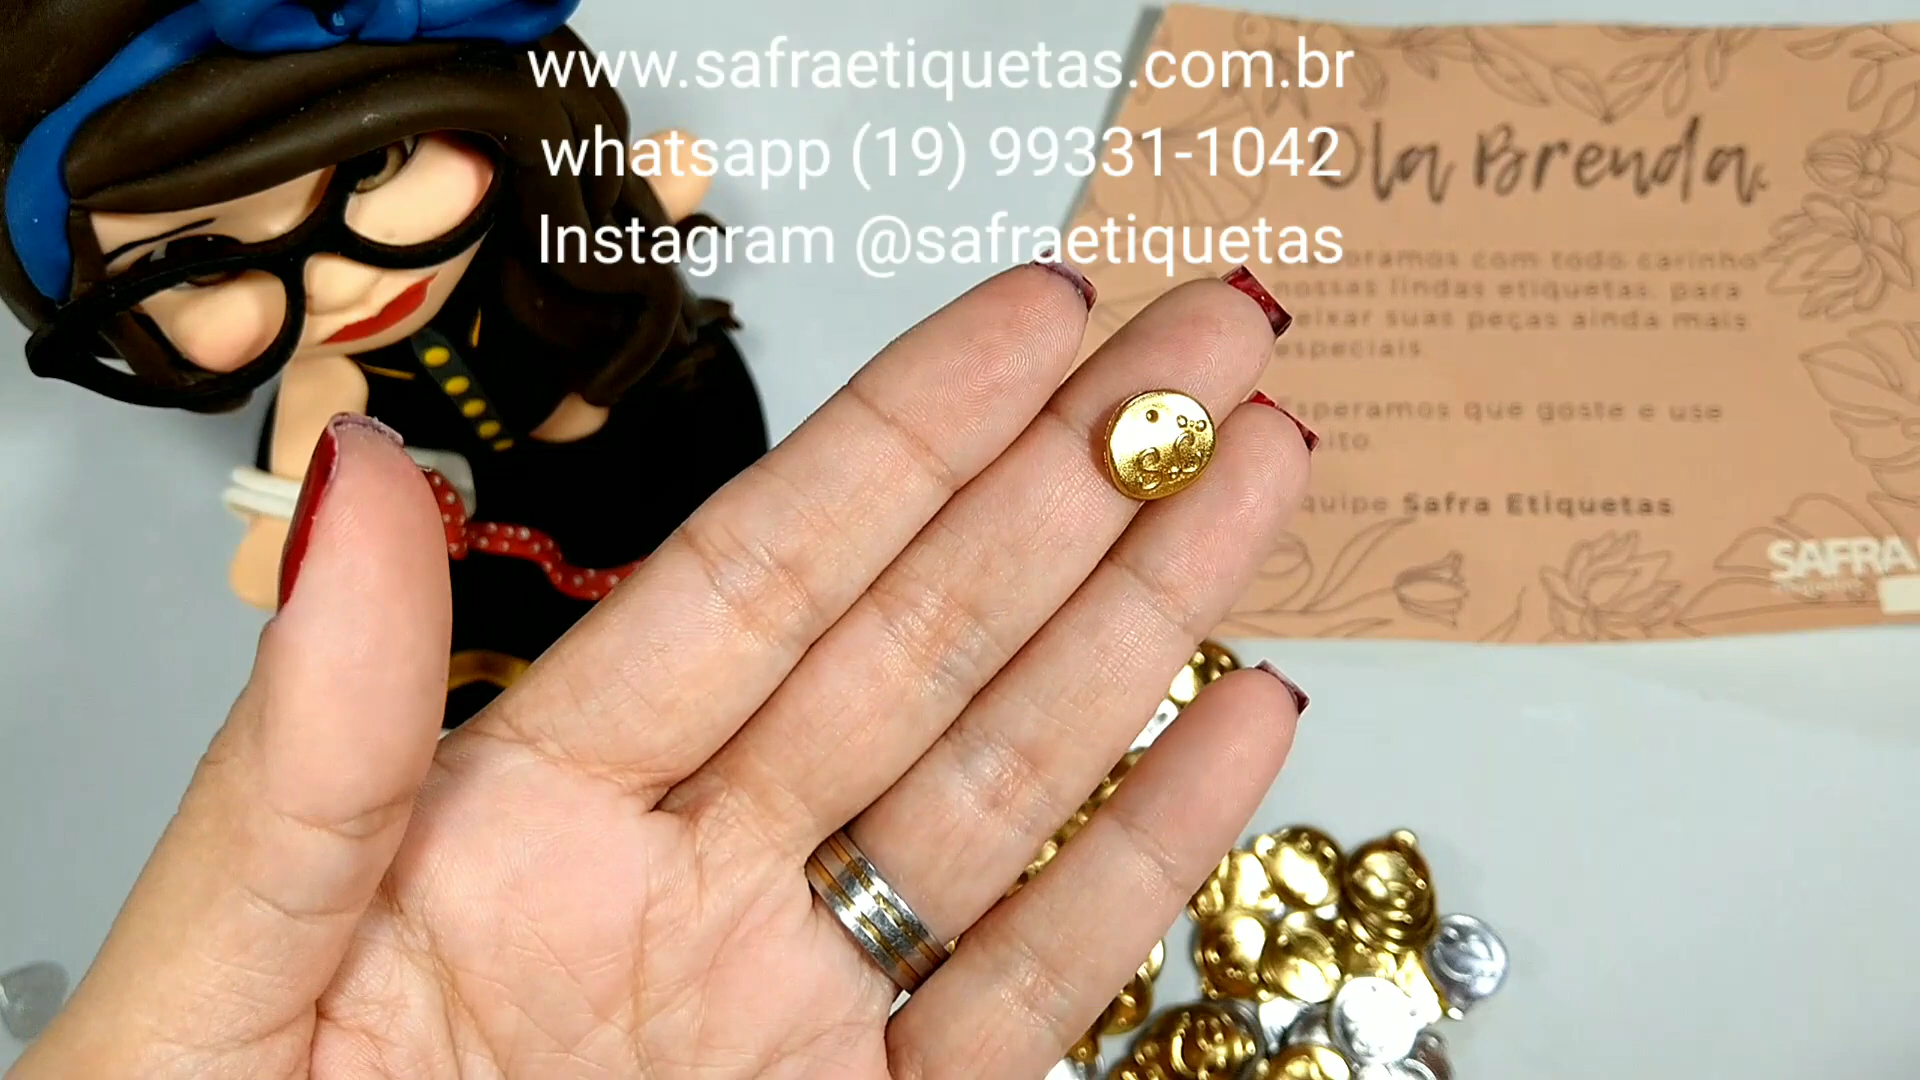 www.safraetiquetas.com.br
whatsapp (19) 99331-1042
Instagram @safraetiquetas
Ola Brenda,
com todo carinho
nossas lindas etiquetas, para
suas peças ainda mais
especiais.
Esperamos que goste e use
Equipe Safra Etiquetas
SAFRA